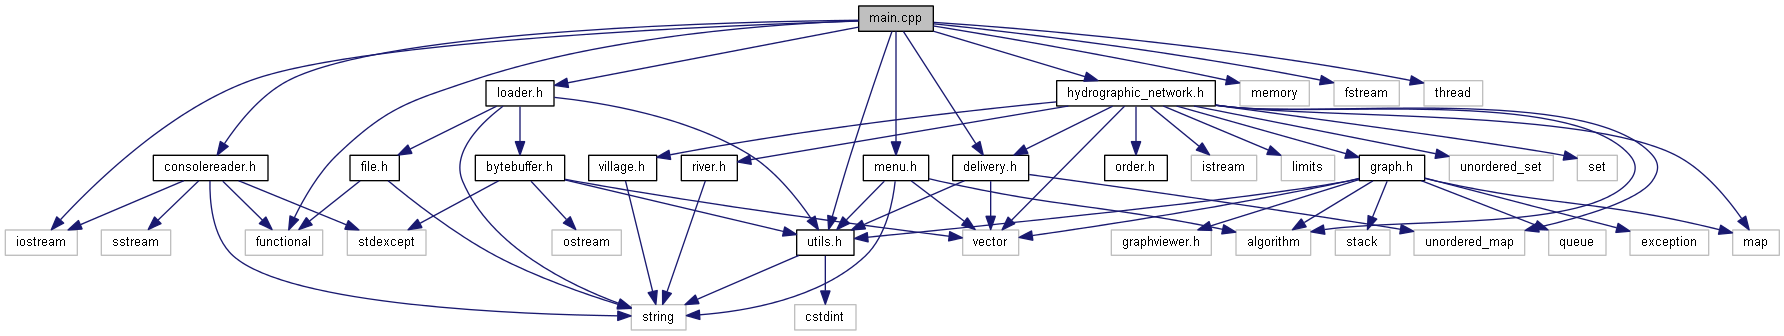 main.cpp
loader.h
hydrographic_network.h
memory
fstream
thread
consolereader.h
file.h
bytebuffer.h
village.h
river.h
menu.h
delivery.h
order.h
istream
limits
graph.h
unordered_set
set
iostream
sstream
functional
stdexcept
ostream
utils.h
vector
graphviewer.h
algorithm
stack
unordered_map
queue
exception
map
string
cstdint